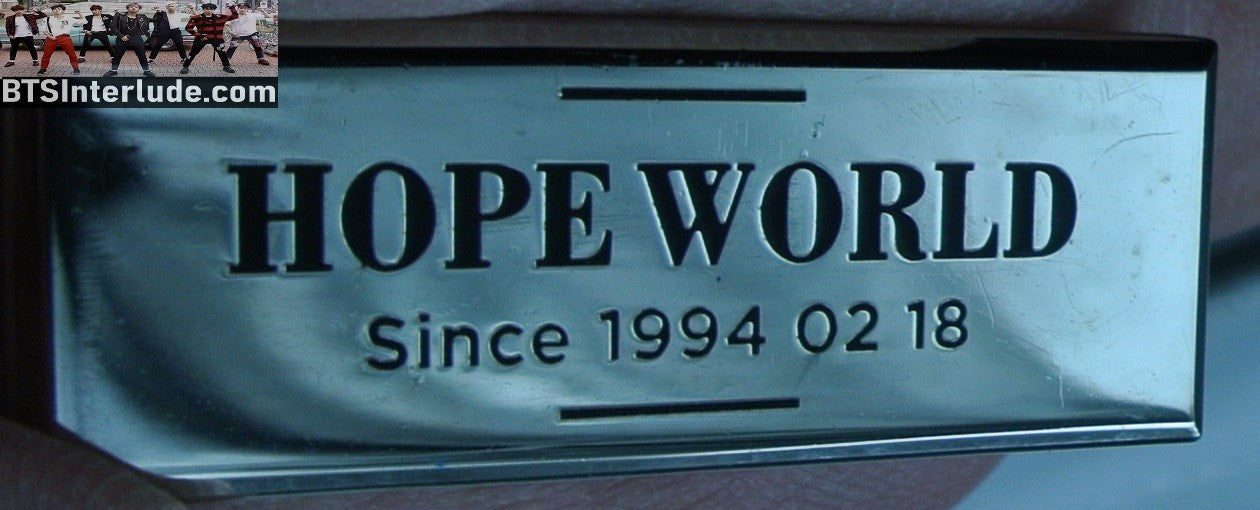 BTSInterlude.com
HOPE WORLD
Since 1994 02 18